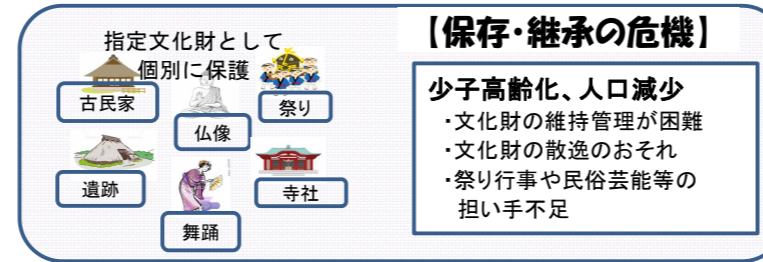 指定文化財として
個別に保護
古民家
仏像
祭り
遺跡
舞踊
寺社
【保存・継承の危機】
少子高齢化、人口減少
・文化財の維持管理が困難
・文化財の散逸のおそれ
・祭り行事や民俗芸能等の
担い手不足